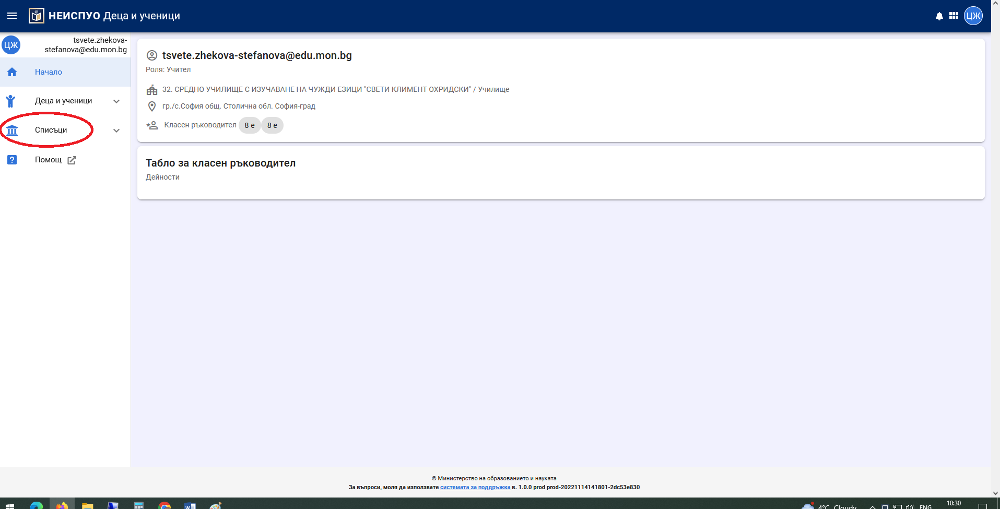 НЕИСПУО Деца и ученици
ЦЖ
ЦЖ
tsvete.zhekova-
stefanova@edu.mon.bg
Начало
Деца и ученици
Списъци
Помощ
tsvete.zhekova-stefanova@edu.mon.bg
Роля: Учител
32. СРЕДНО УЧИЛИЩЕ С ИЗУЧАВАНЕ НА ЧУЖДИ ЕЗИЦИ "СВЕТИ КЛИМЕНТ ОХРИДСКИ" / Училище
гр./с.София общ. Столична обл. София-град
Класен ръководител 8 е 8 е
Табло за класен ръководител
Дейности
© Министерство на образованието и науката
За въпроси, моля да използвате системата за поддръжка в. 1.0.0 prod prod-20221114141801-2dc53e830
4°C Cloudy
ENG
10:30